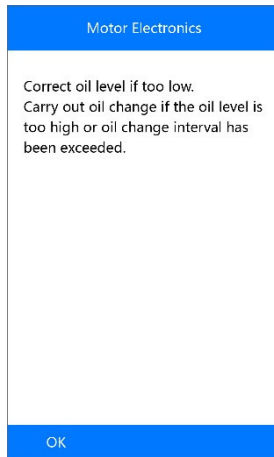 Motor Electronics
Correct oil level if too low.
Carry out oil change if the oil level is
too high or oil change interval has
been exceeded.
OK